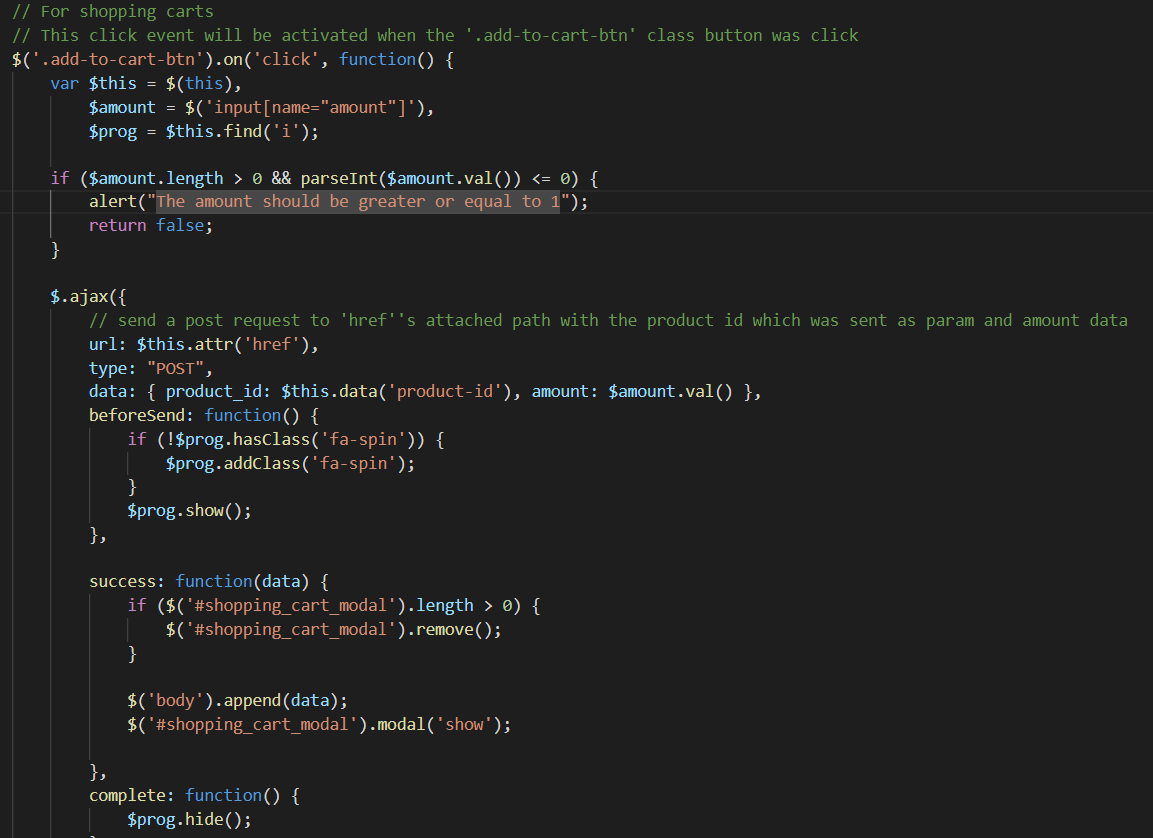 // For shopping carts
// This click event will be activated when the '.add-to-cart-btn' class button was click
$('.add-to-cart-btn').on('click', function() {
    var $this = $(this),
        $amount = $('input[name="amount"]'),
        $prog = $this.find('i');

    if ($amount.length > 0 && parseInt($amount.val()) <= 0) {
        alert("The amount should be greater or equal to 1");
        return false;
    }

    $.ajax({
        // send a post request to 'href''s attached path with the product id which was sent as param and amount data
        url: $this.attr('href'),
        type: "POST",
        data: { product_id: $this.data('product-id'), amount: $amount.val() },
        beforeSend: function() {
            if (!$prog.hasClass('fa-spin')) {
                $prog.addClass('fa-spin');
            }
            $prog.show();
        },

        success: function(data) {
            if ($('#shopping_cart_modal').length > 0) {
                $('#shopping_cart_modal').remove();
            }

            $('body').append(data);
            $('#shopping_cart_modal').modal('show');

        },
        complete: function() {
            $prog.hide();